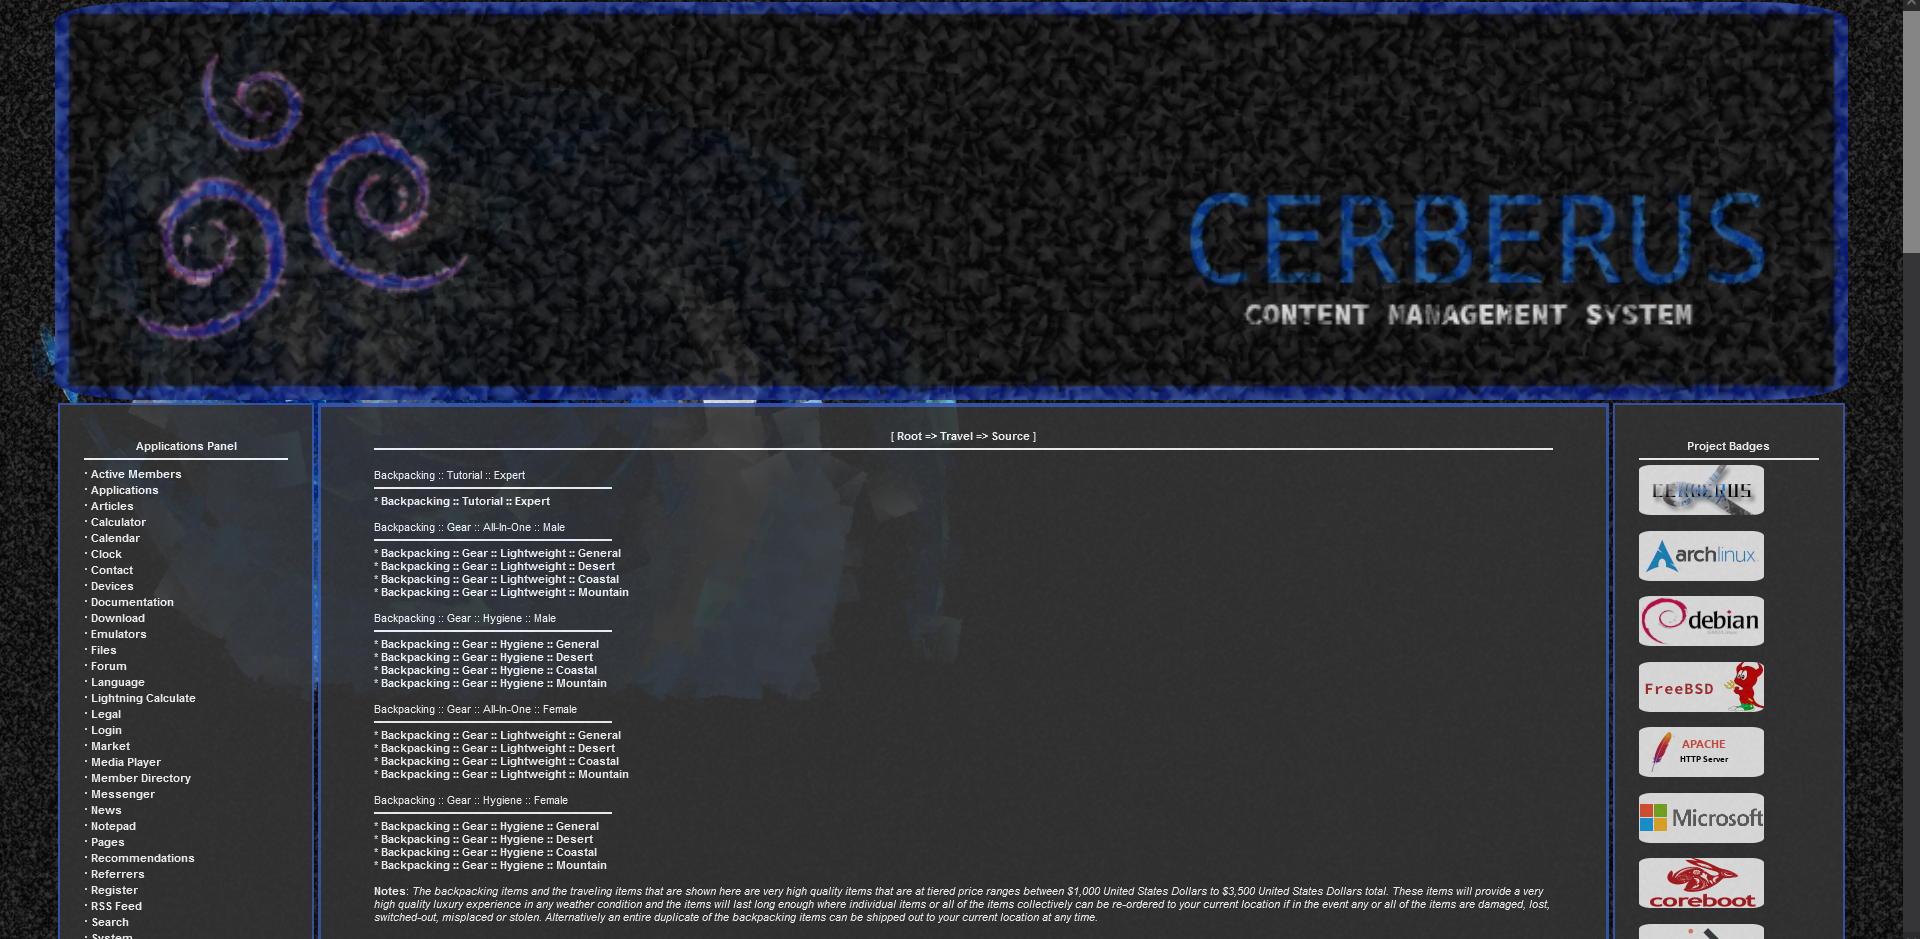 CERBERUS
CONTENT MANAGEMENT SYSTEM
Applications Panel
· Active Members
· Applications
· Articles
· Calculator
· Calendar
· Clock
· Contact
· Devices
· Documentation
· Download
· Emulators
· Files
· Forum
· Language
· Lightning Calculate
· Legal
· Login
· Market
· Media Player
· Member Directory
· Messenger
· News
· Notepad
· Pages
· Recommendations
· Referrers
· Register
· RSS Feed
· Search
· System
[ Root => Travel => Source ]
Backpacking :: Tutorial :: Expert
* Backpacking :: Tutorial :: Expert
Backpacking :: Gear :: All-In-One :: Male
* Backpacking :: Gear :: Lightweight :: General
* Backpacking :: Gear :: Lightweight :: Desert
* Backpacking :: Gear :: Lightweight :: Coastal
* Backpacking :: Gear :: Lightweight :: Mountain
Backpacking :: Gear :: Hygiene :: Male
* Backpacking :: Gear :: Hygiene :: General
* Backpacking :: Gear :: Hygiene :: Desert
* Backpacking :: Gear :: Hygiene :: Coastal
* Backpacking :: Gear :: Hygiene :: Mountain
Backpacking :: Gear :: All-In-One :: Female
* Backpacking :: Gear :: Lightweight :: General
* Backpacking :: Gear :: Lightweight :: Desert
* Backpacking :: Gear :: Lightweight :: Coastal
* Backpacking :: Gear :: Lightweight :: Mountain
Backpacking :: Gear :: Hygiene :: Female
* Backpacking :: Gear :: Hygiene :: General
* Backpacking :: Gear :: Hygiene :: Desert
* Backpacking :: Gear :: Hygiene :: Coastal
* Backpacking :: Gear :: Hygiene :: Mountain
Notes: The backpacking items and the traveling items that are shown here are very high quality items that are at tiered price ranges between $1,000 United States Dollars to $3,500 United States Dollars total. These items will provide a very
high quality luxury experience in any weather condition and the items will last long enough where individual items or all of the items collectively can be re-ordered to your current location if in the event any or all of the items are damaged, lost,
switched-out, misplaced or stolen. Alternatively an entire duplicate of the backpacking items can be shipped out to your current location at any time.
Project Badges
CERBERUS
archlinux
debian
FreeBSD
APACHE
HTTP Server
Microsoft
coreboot